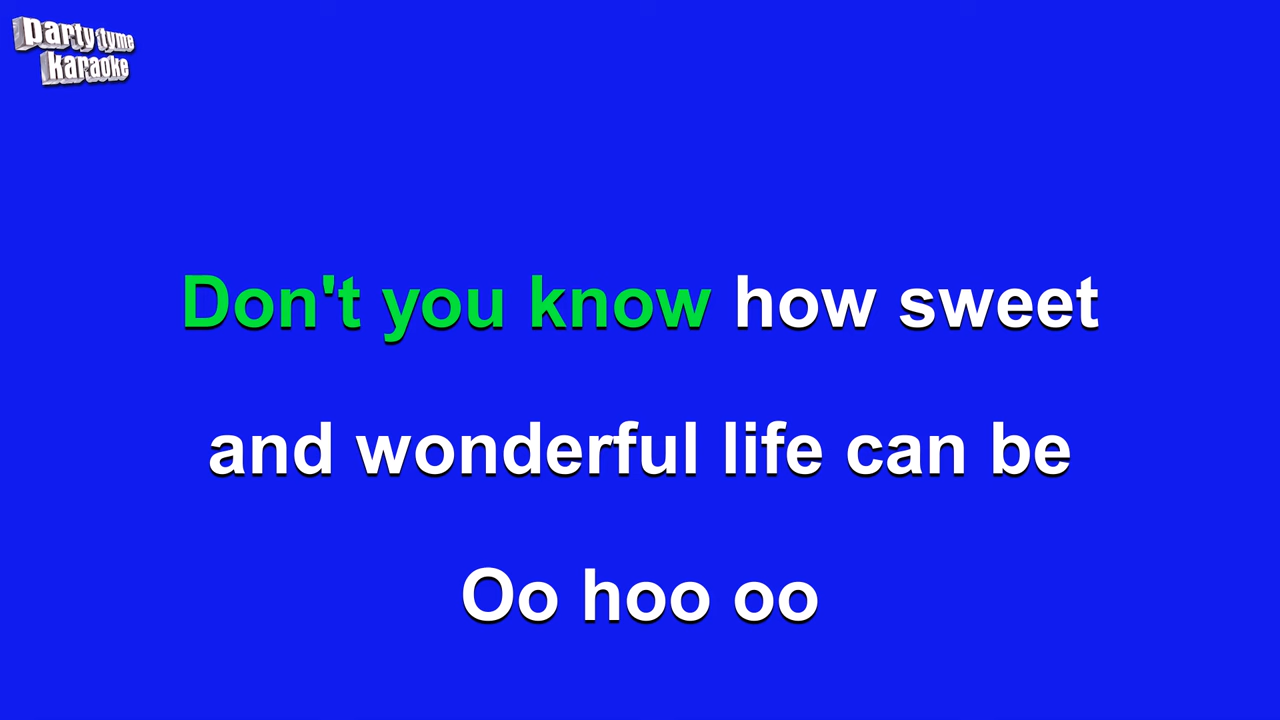 party tyme
karaoke
Don't you know how sweet
and wonderful life can be
Oo hoo oo